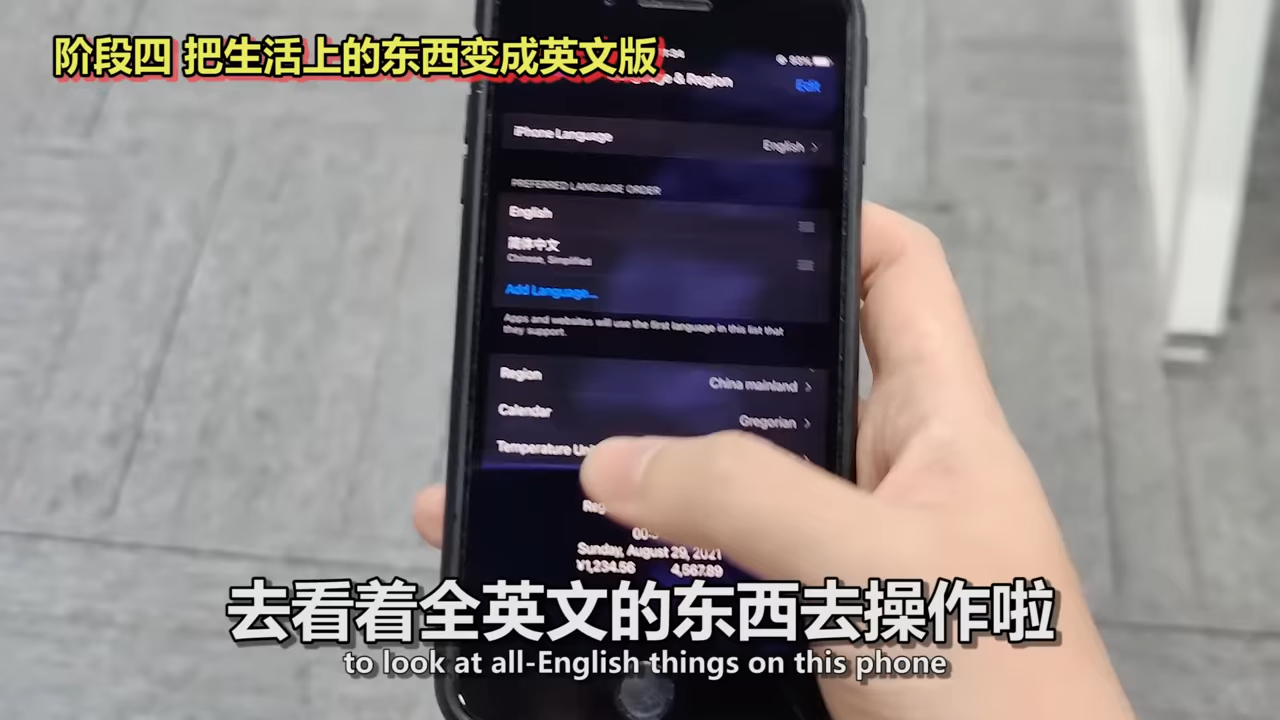 阶段四 把生活上的东西变成英文版
93%
& Region
Edit
iPhone Language
English
PREFERRED LANGUAGE ORDER
English
简体中文
Chinese, Simplified
Add Language...
Apps and websites will use the first language in this list that
they support.
Region
China mainland
Calendar
Gregorian
Temperature
Sunday, August 29, 2021
¥1,234.56 4,567.89
去看着全英文的东西去操作啦
to look at all-English things on this phone